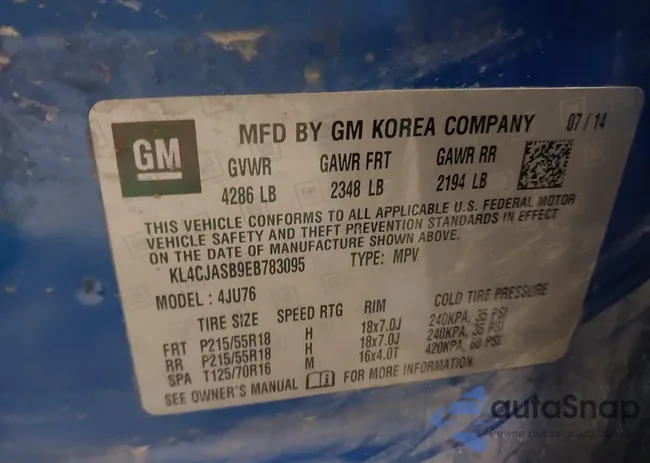 GM
MFD BY GM KOREA COMPANY 07/14
GVWR GAWR FRT GAWR RR
4286 LB 2348 LB 2194 LB
THIS VEHICLE CONFORMS TO ALL APPLICABLE U.S. FEDERAL MOTOR
VEHICLE SAFETY AND THEFT PREVENTION STANDARDS IN EFFECT
ON THE DATE OF MANUFACTURE SHOWN ABOVE.
KL4CJASB9EB783095 TYPE: MPV
MODEL: 4JU76
TIRE SIZE SPEED RTG RIM COLD TIRE PRESSURE
FRT P215/55R18 H 18x7.0J 240KPA, 35 PSI
RR P215/55R18 H 18x7.0J 240KPA, 35 PSI
SPA T125/70R16 M 16x4.0T 420KPA, 60 PSI
SEE OWNER'S MANUAL FOR MORE INFORMATION.
autaSnap